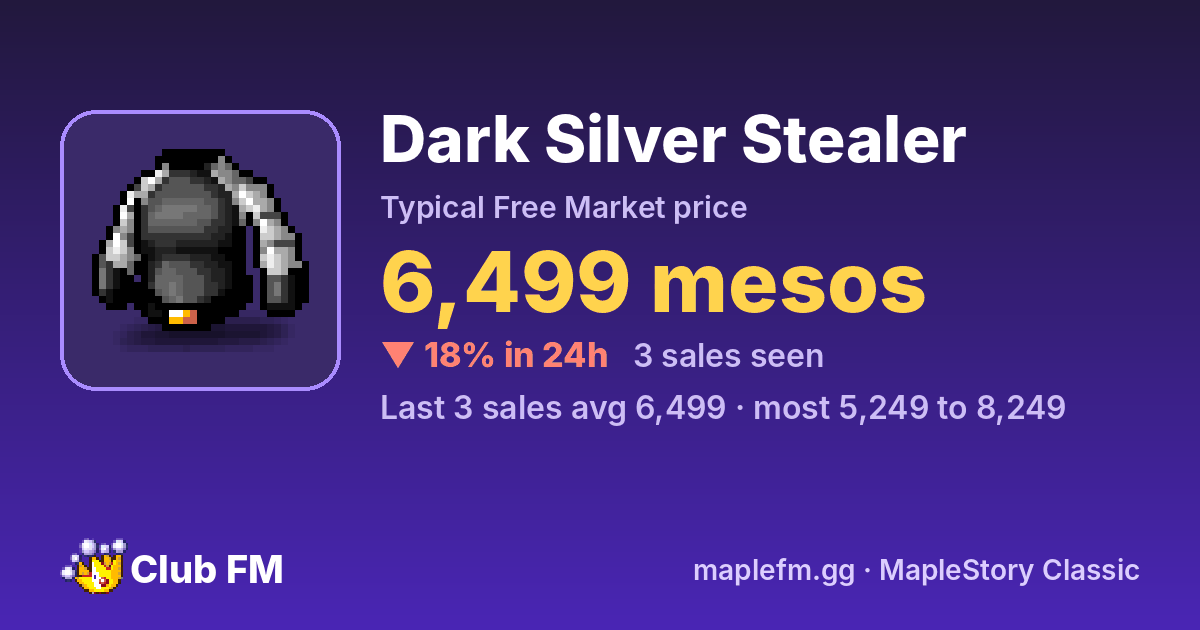 Dark Silver Stealer
Typical Free Market price
6,499 mesos
▼ 18% in 24h 3 sales seen
Last 3 sales avg 6,499 · most 5,249 to 8,249
Club FM
maplefm.gg · MapleStory Classic